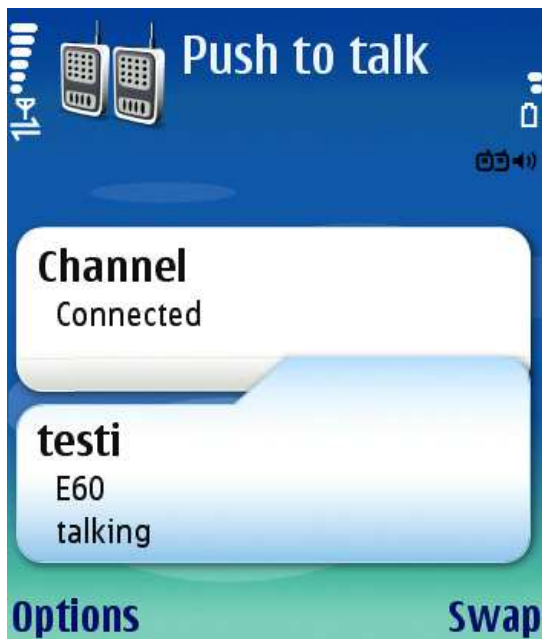 Push to talk
Channel
Connected
testi
E60
talking
Options
Swap